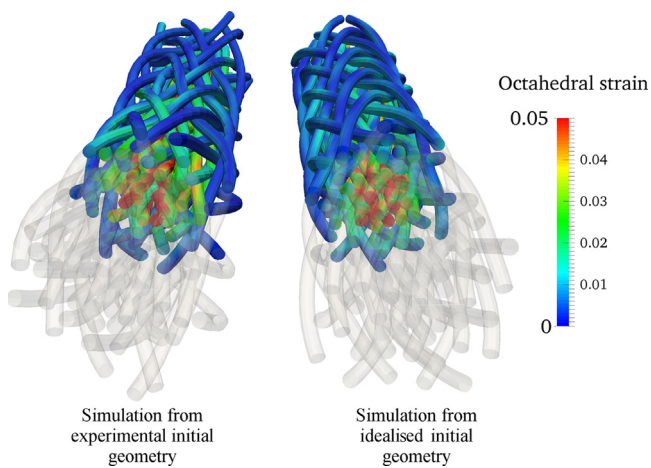 Octahedral strain
0.05
0.04
0.03
0.02
0.01
0
Simulation from
experimental initial
geometry
Simulation from
idealised initial
geometry